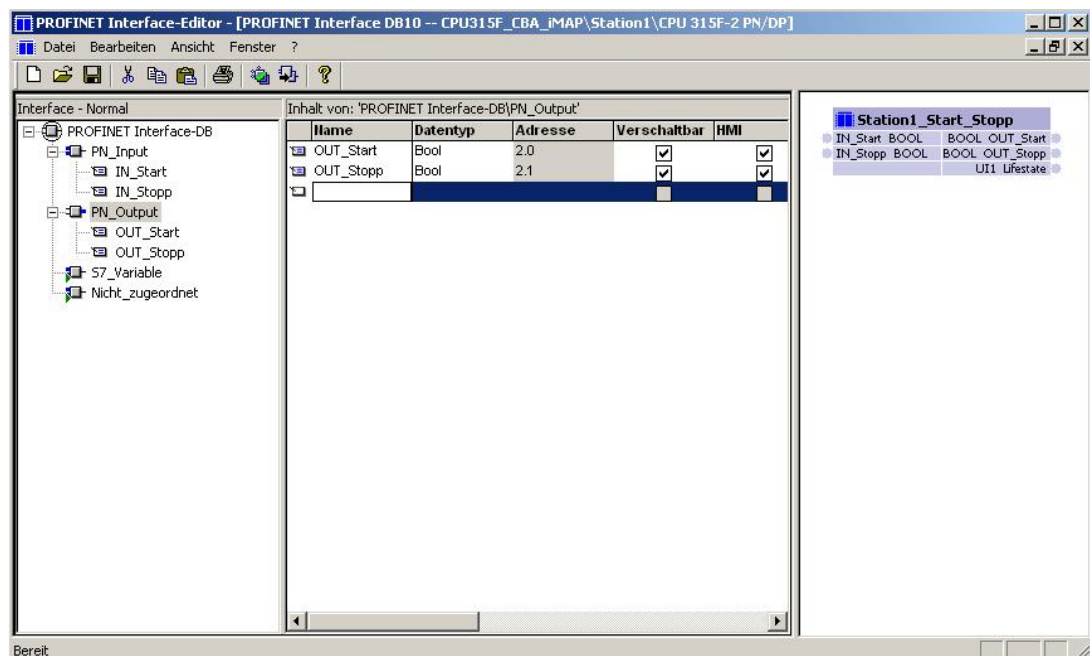 PROFINET Interface-Editor - [PROFINET Interface DB10 -- CPU315F_CBA_iMAP\Station1\CPU 315F-2 PN/DP]
Datei Bearbeiten Ansicht Fenster ?
Interface - Normal
PROFINET Interface-DB
PN_Input
IN_Start
IN_Stopp
PN_Output
OUT_Start
OUT_Stopp
S7_Variable
Nicht_zugeordnet
Inhalt von: 'PROFINET Interface-DB\PN_Output'
Name Datentyp Adresse Verschaltbar HMI
OUT_Start Bool 2.0
OUT_Stopp Bool 2.1
Station1_Start_Stopp
IN_Start BOOL BOOL OUT_Start
IN_Stopp BOOL BOOL OUT_Stopp
UI1 Lifestate
Bereit